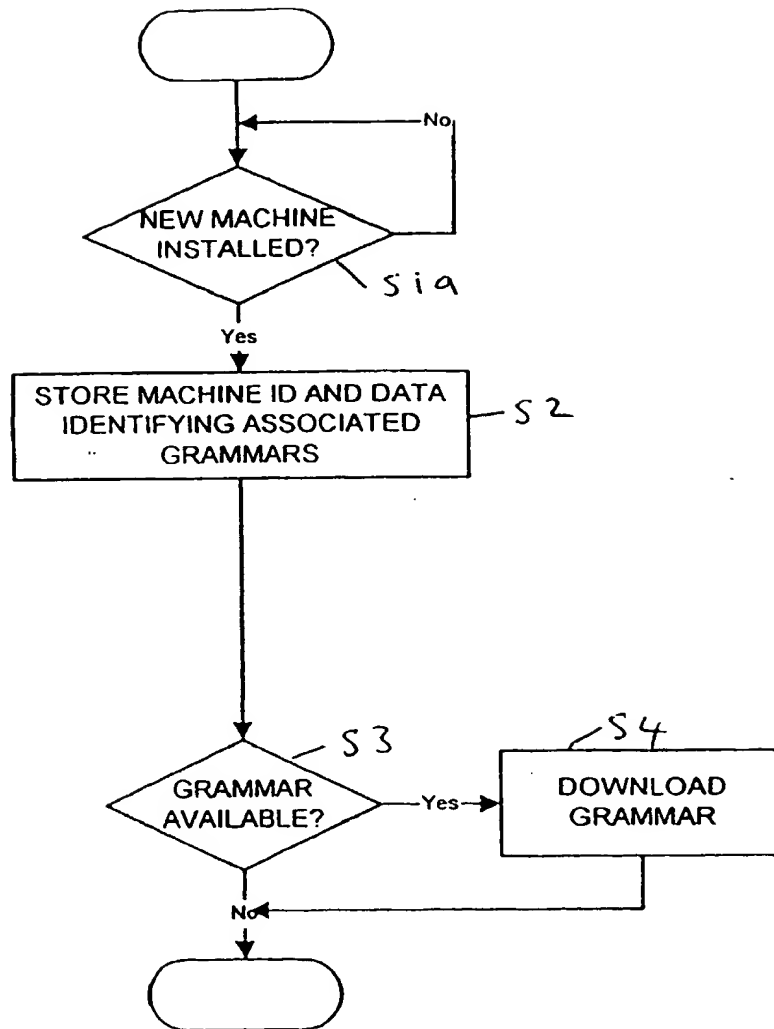 No
NEW MACHINE
INSTALLED?
S1a
Yes
STORE MACHINE ID AND DATA
IDENTIFYING ASSOCIATED
GRAMMARS
S2
S3
S4
GRAMMAR
AVAILABLE?
Yes
DOWNLOAD
GRAMMAR
No